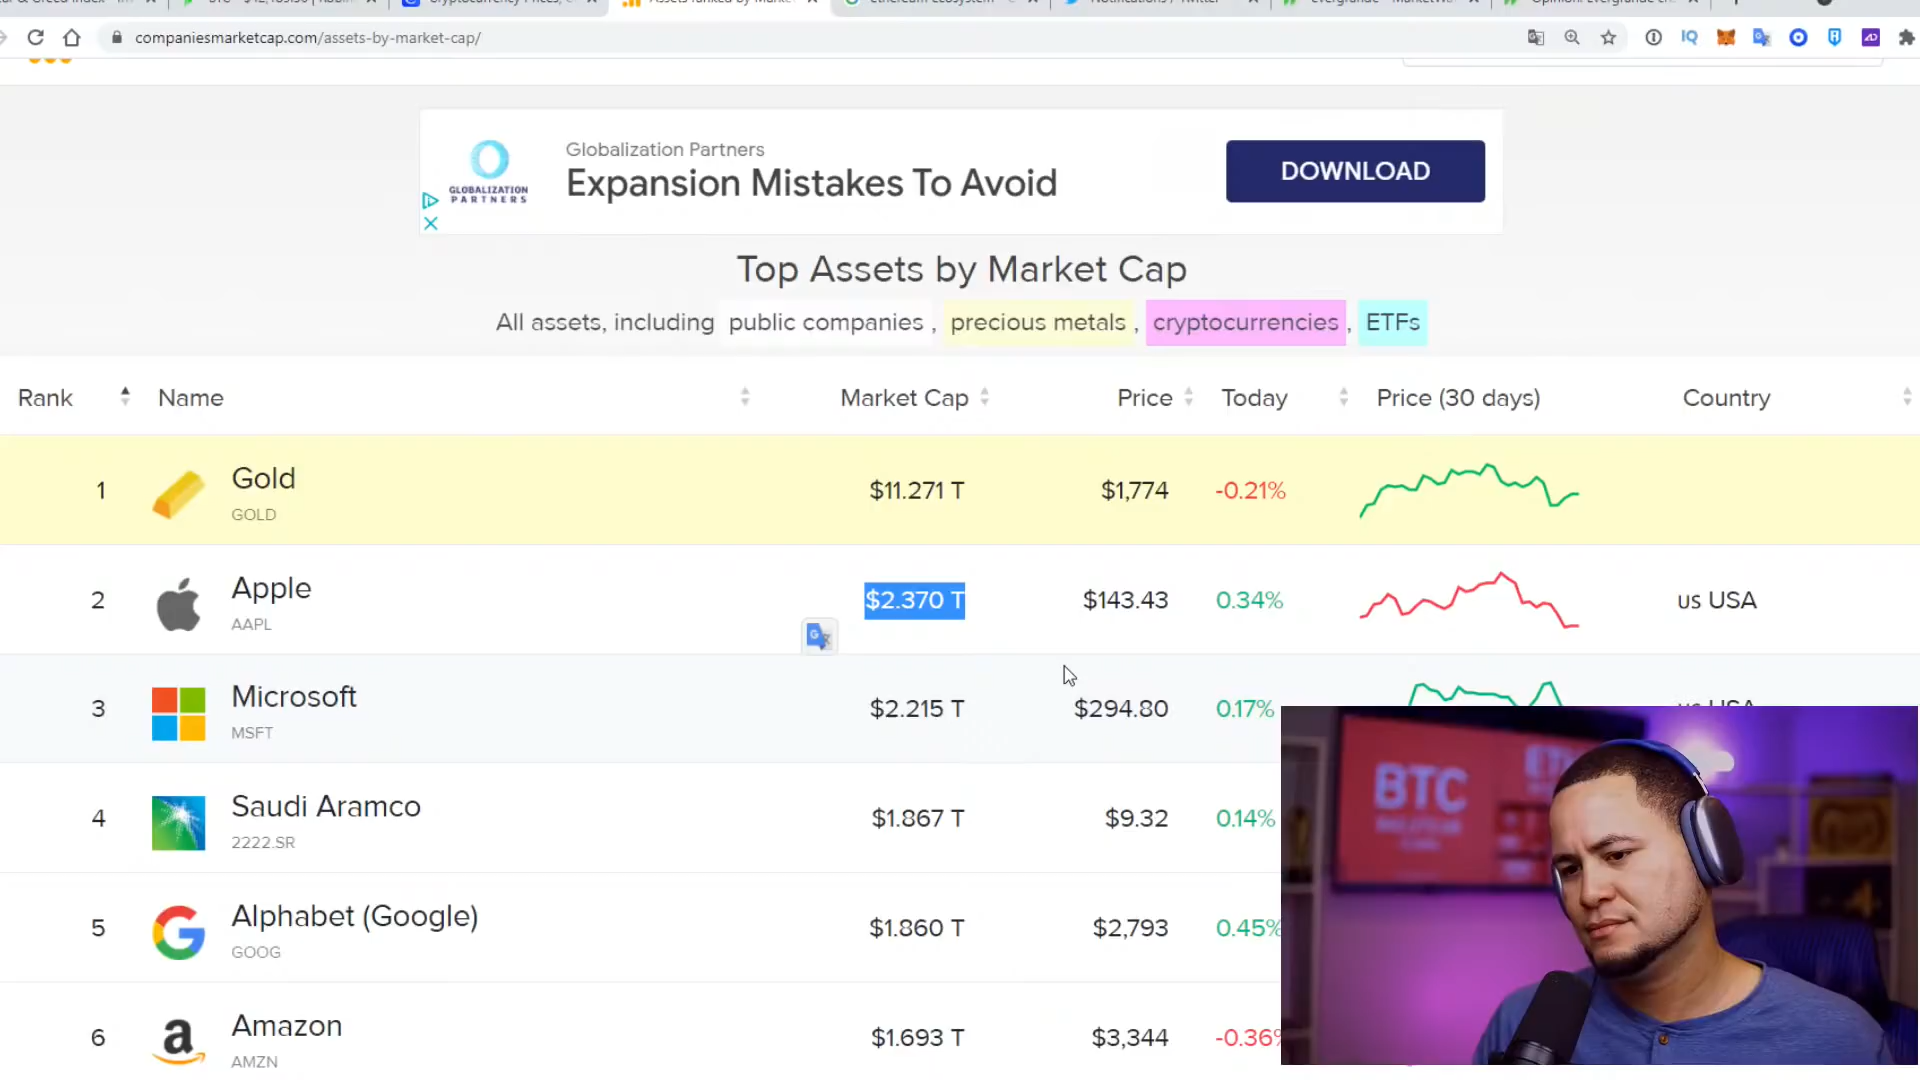 companiesmarketcap.com/assets-by-market-cap/
Globalization Partners
Expansion Mistakes To Avoid
GLOBALIZATION
PARTNERS
DOWNLOAD
Top Assets by Market Cap
All assets, including public companies , precious metals , cryptocurrencies , ETFs
Rank Name Market Cap Price Today Price (30 days) Country
1 Gold $11.271 T $1,774 -0.21%
GOLD
2 Apple $2.370 T $143.43 0.34% us USA
AAPL
3 Microsoft $2.215 T $294.80 0.17%
MSFT
4 Saudi Aramco $1.867 T $9.32 0.14%
2222.SR
5 Alphabet (Google) $1.860 T $2,793 0.45%
GOOG
6 Amazon $1.693 T $3,344 -0.36%
AMZN
BTC